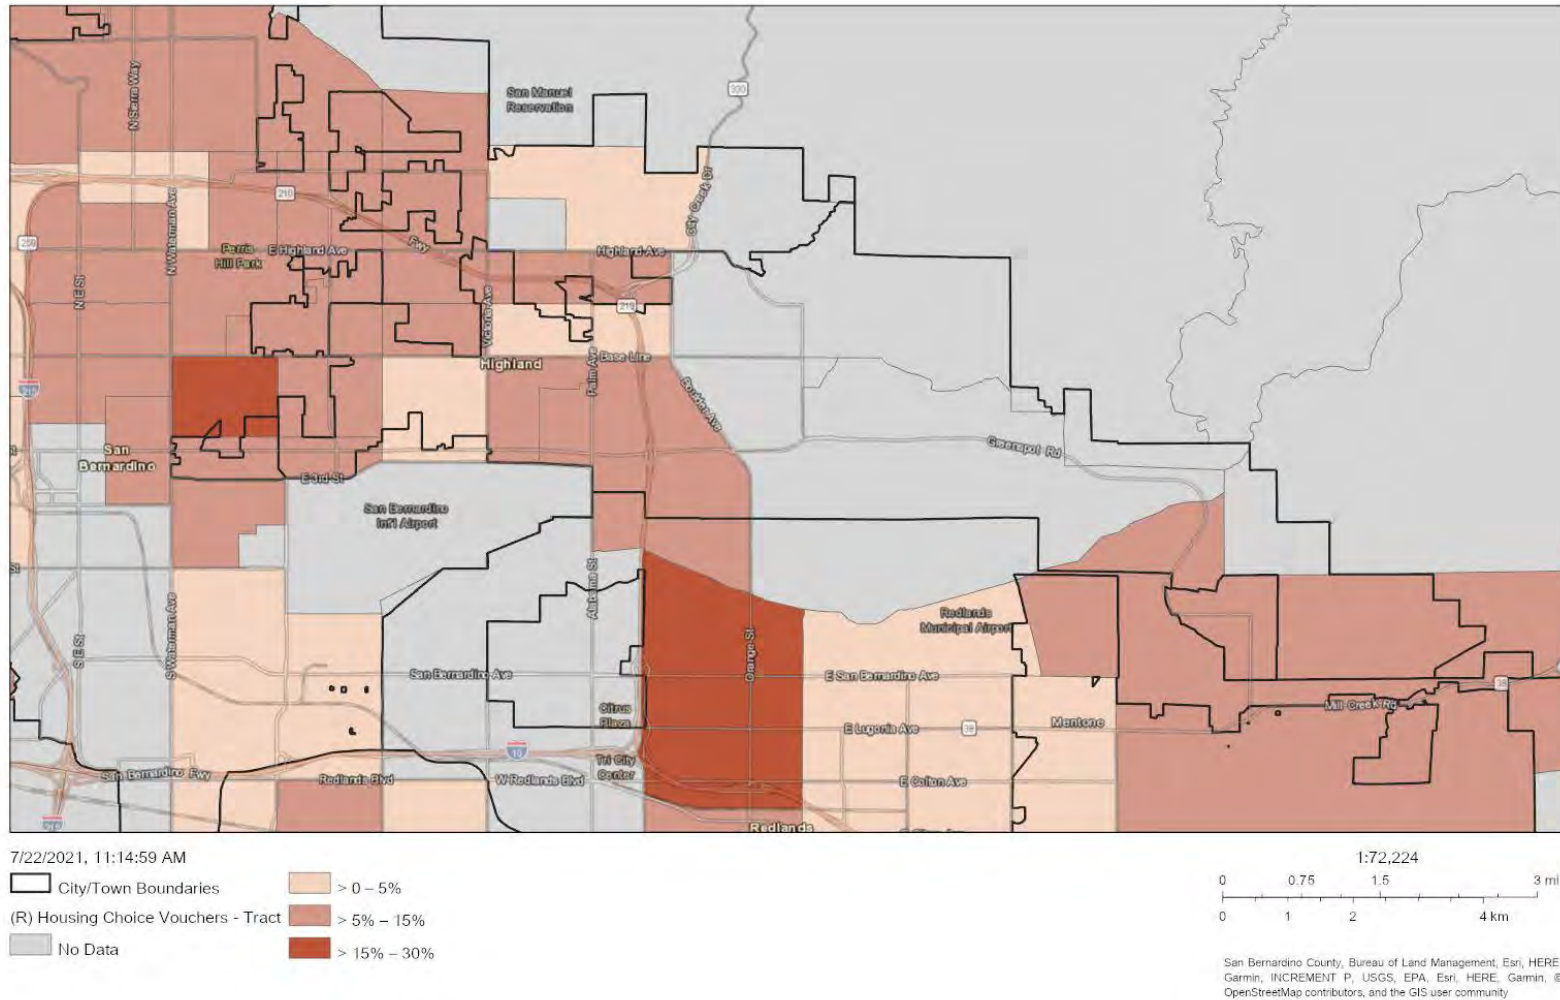 San Manuel
Reservation
330
N Sierra Way
City Creek Dr
210
N Waterman Ave
259
Perris
Hill Park
E Highland Ave
Fwy
Highland Ave
N E St
Victoria Ave
210
Highland
Palm Ave
Base Line
215
Boulder Ave
San
Bernardino
Greenspot Rd
E 3rd St
San Bernardino
Int'l Airport
Alabama St
S Waterman Ave
S E St
Redlands
Municipal Airport
Orange St
San Bernardino Ave
E San Bernardino Ave
38
Citrus
Plaza
Mill Creek Rd
Mentone
E Lugonia Ave
38
10
Tri City
Center
San Bernardino Fwy
Redlands Blvd
W Redlands Blvd
E Colton Ave
Redlands
7/22/2021, 11:14:59 AM
City/Town Boundaries
(R) Housing Choice Vouchers - Tract
No Data
> 0 – 5%
> 5% – 15%
> 15% – 30%
1:72,224
0 0.75 1.5 3 mi
0 1 2 4 km
San Bernardino County, Bureau of Land Management, Esri, HERE,
Garmin, INCREMENT P, USGS, EPA, Esri, HERE, Garmin, ©
OpenStreetMap contributors, and the GIS user community